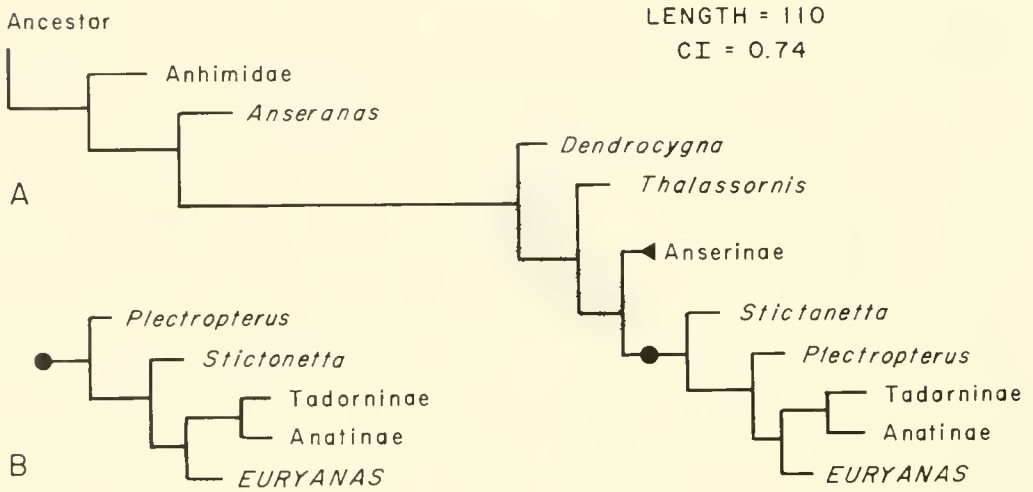 Ancestor
LENGTH = 110
CI = 0.74
Anhimidae
Anseranas
Dendrocygna
Thalassornis
A
Anserinae
Stictonetta
Plectropterus
Tadorninae
Anatinae
EURYANAS
Plectropterus
Stictonetta
Tadorninae
Anatinae
EURYANAS
B